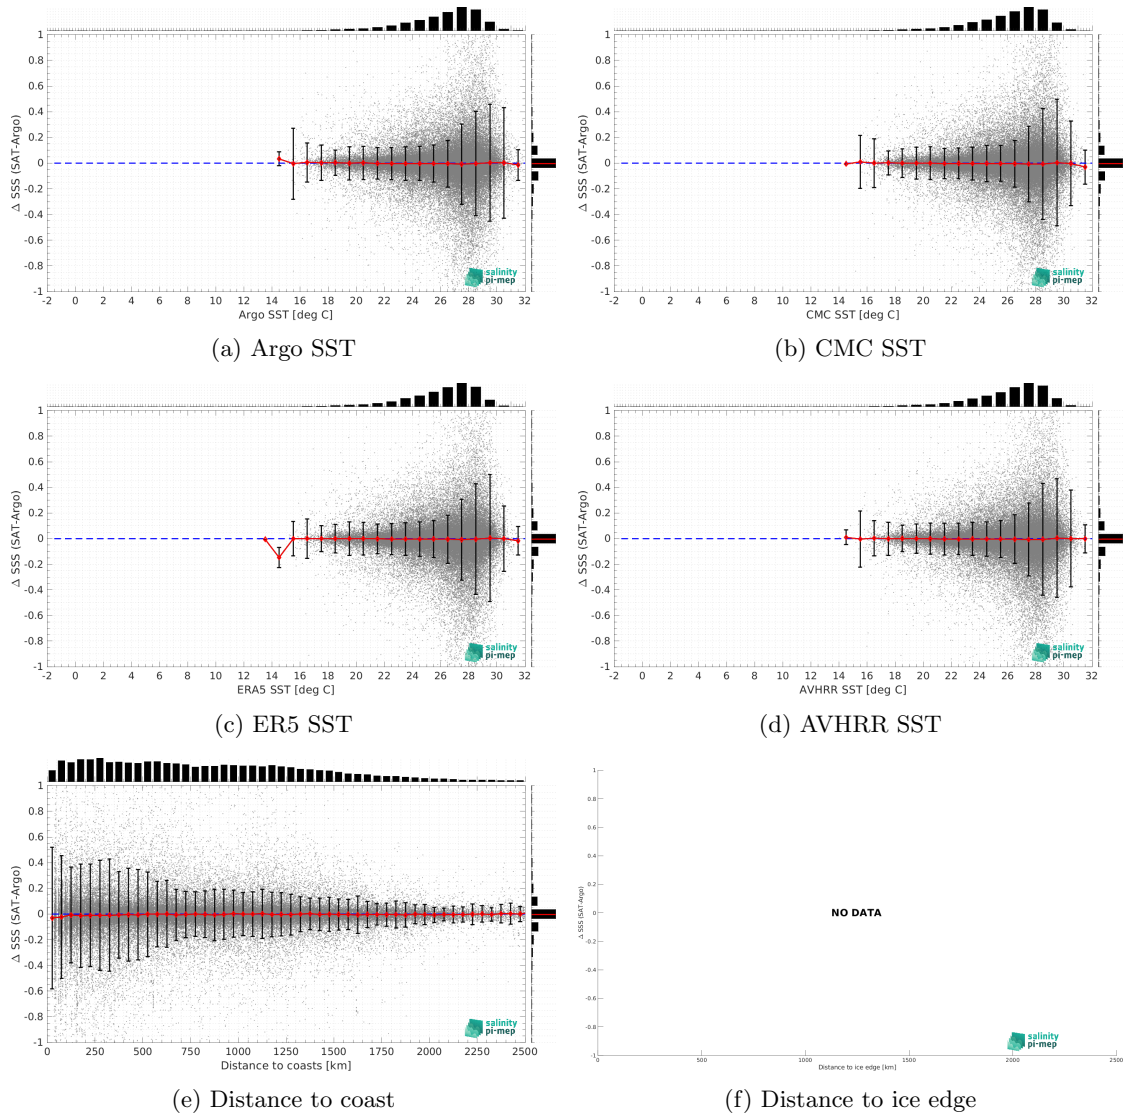 1
0.8
0.6
0.4
0.2
0
-0.2
-0.4
-0.6
-0.8
-1
Δ SSS (SAT-Argo)
-2 0 2 4 6 8 10 12 14 16 18 20 22 24 26 28 30 32
Argo SST [deg C]
salinity
pi-mep
(a) Argo SST
1
0.8
0.6
0.4
0.2
0
-0.2
-0.4
-0.6
-0.8
-1
Δ SSS (SAT-Argo)
-2 0 2 4 6 8 10 12 14 16 18 20 22 24 26 28 30 32
CMC SST [deg C]
salinity
pi-mep
(b) CMC SST
1
0.8
0.6
0.4
0.2
0
-0.2
-0.4
-0.6
-0.8
-1
Δ SSS (SAT-Argo)
-2 0 2 4 6 8 10 12 14 16 18 20 22 24 26 28 30 32
ERA5 SST [deg C]
salinity
pi-mep
(c) ER5 SST
1
0.8
0.6
0.4
0.2
0
-0.2
-0.4
-0.6
-0.8
-1
Δ SSS (SAT-Argo)
-2 0 2 4 6 8 10 12 14 16 18 20 22 24 26 28 30 32
AVHRR SST [deg C]
salinity
pi-mep
(d) AVHRR SST
1
0.8
0.6
0.4
0.2
0
-0.2
-0.4
-0.6
-0.8
-1
Δ SSS (SAT-Argo)
0 250 500 750 1000 1250 1500 1750 2000 2250 2500
Distance to coasts [km]
salinity
pi-mep
(e) Distance to coast
1
0.8
0.6
0.4
0.2
0
-0.2
-0.4
-0.6
-0.8
-1
Δ SSS (SAT-Argo)
NO DATA
0 500 1000 1500 2000 2500
Distance to ice edge [km]
salinity
pi-mep
(f) Distance to ice edge